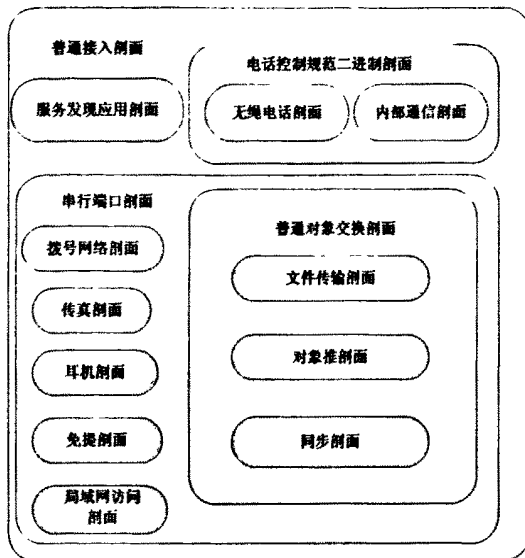 普通接入剖面
电话控制规范二进制剖面
服务发现应用剖面
无绳电话剖面
内部通信剖面
串行端口剖面
普通对象交换剖面
拨号网络剖面
文件传输剖面
传真剖面
对象推剖面
耳机剖面
免提剖面
同步剖面
局域网访问
剖面